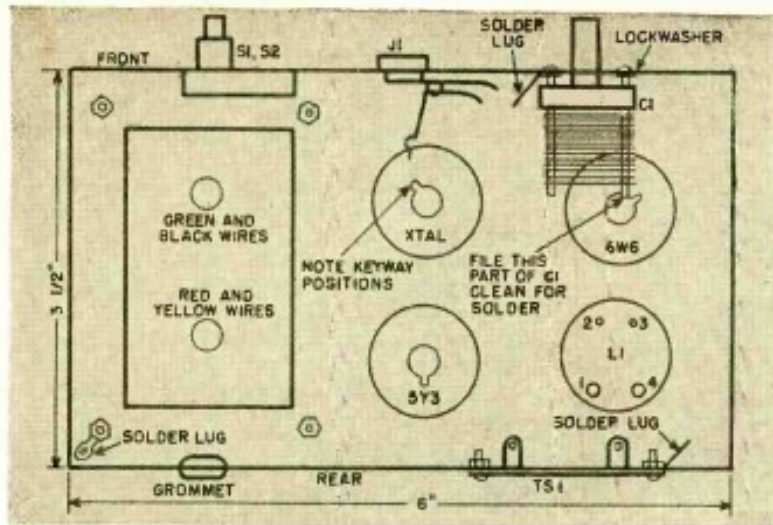 FRONT
S1, S2
J1
SOLDER
LUG
LOCKWASHER
C1
GREEN AND
BLACK WIRES
XTAL
6W6
NOTE KEYWAY
POSITIONS
FILE THIS
PART OF C1
CLEAN FOR
SOLDER
RED AND
YELLOW WIRES
3 1/2"
5Y3
2
3
L1
1
4
SOLDER LUG
SOLDER LUG
GROMMET
REAR
TS1
6"